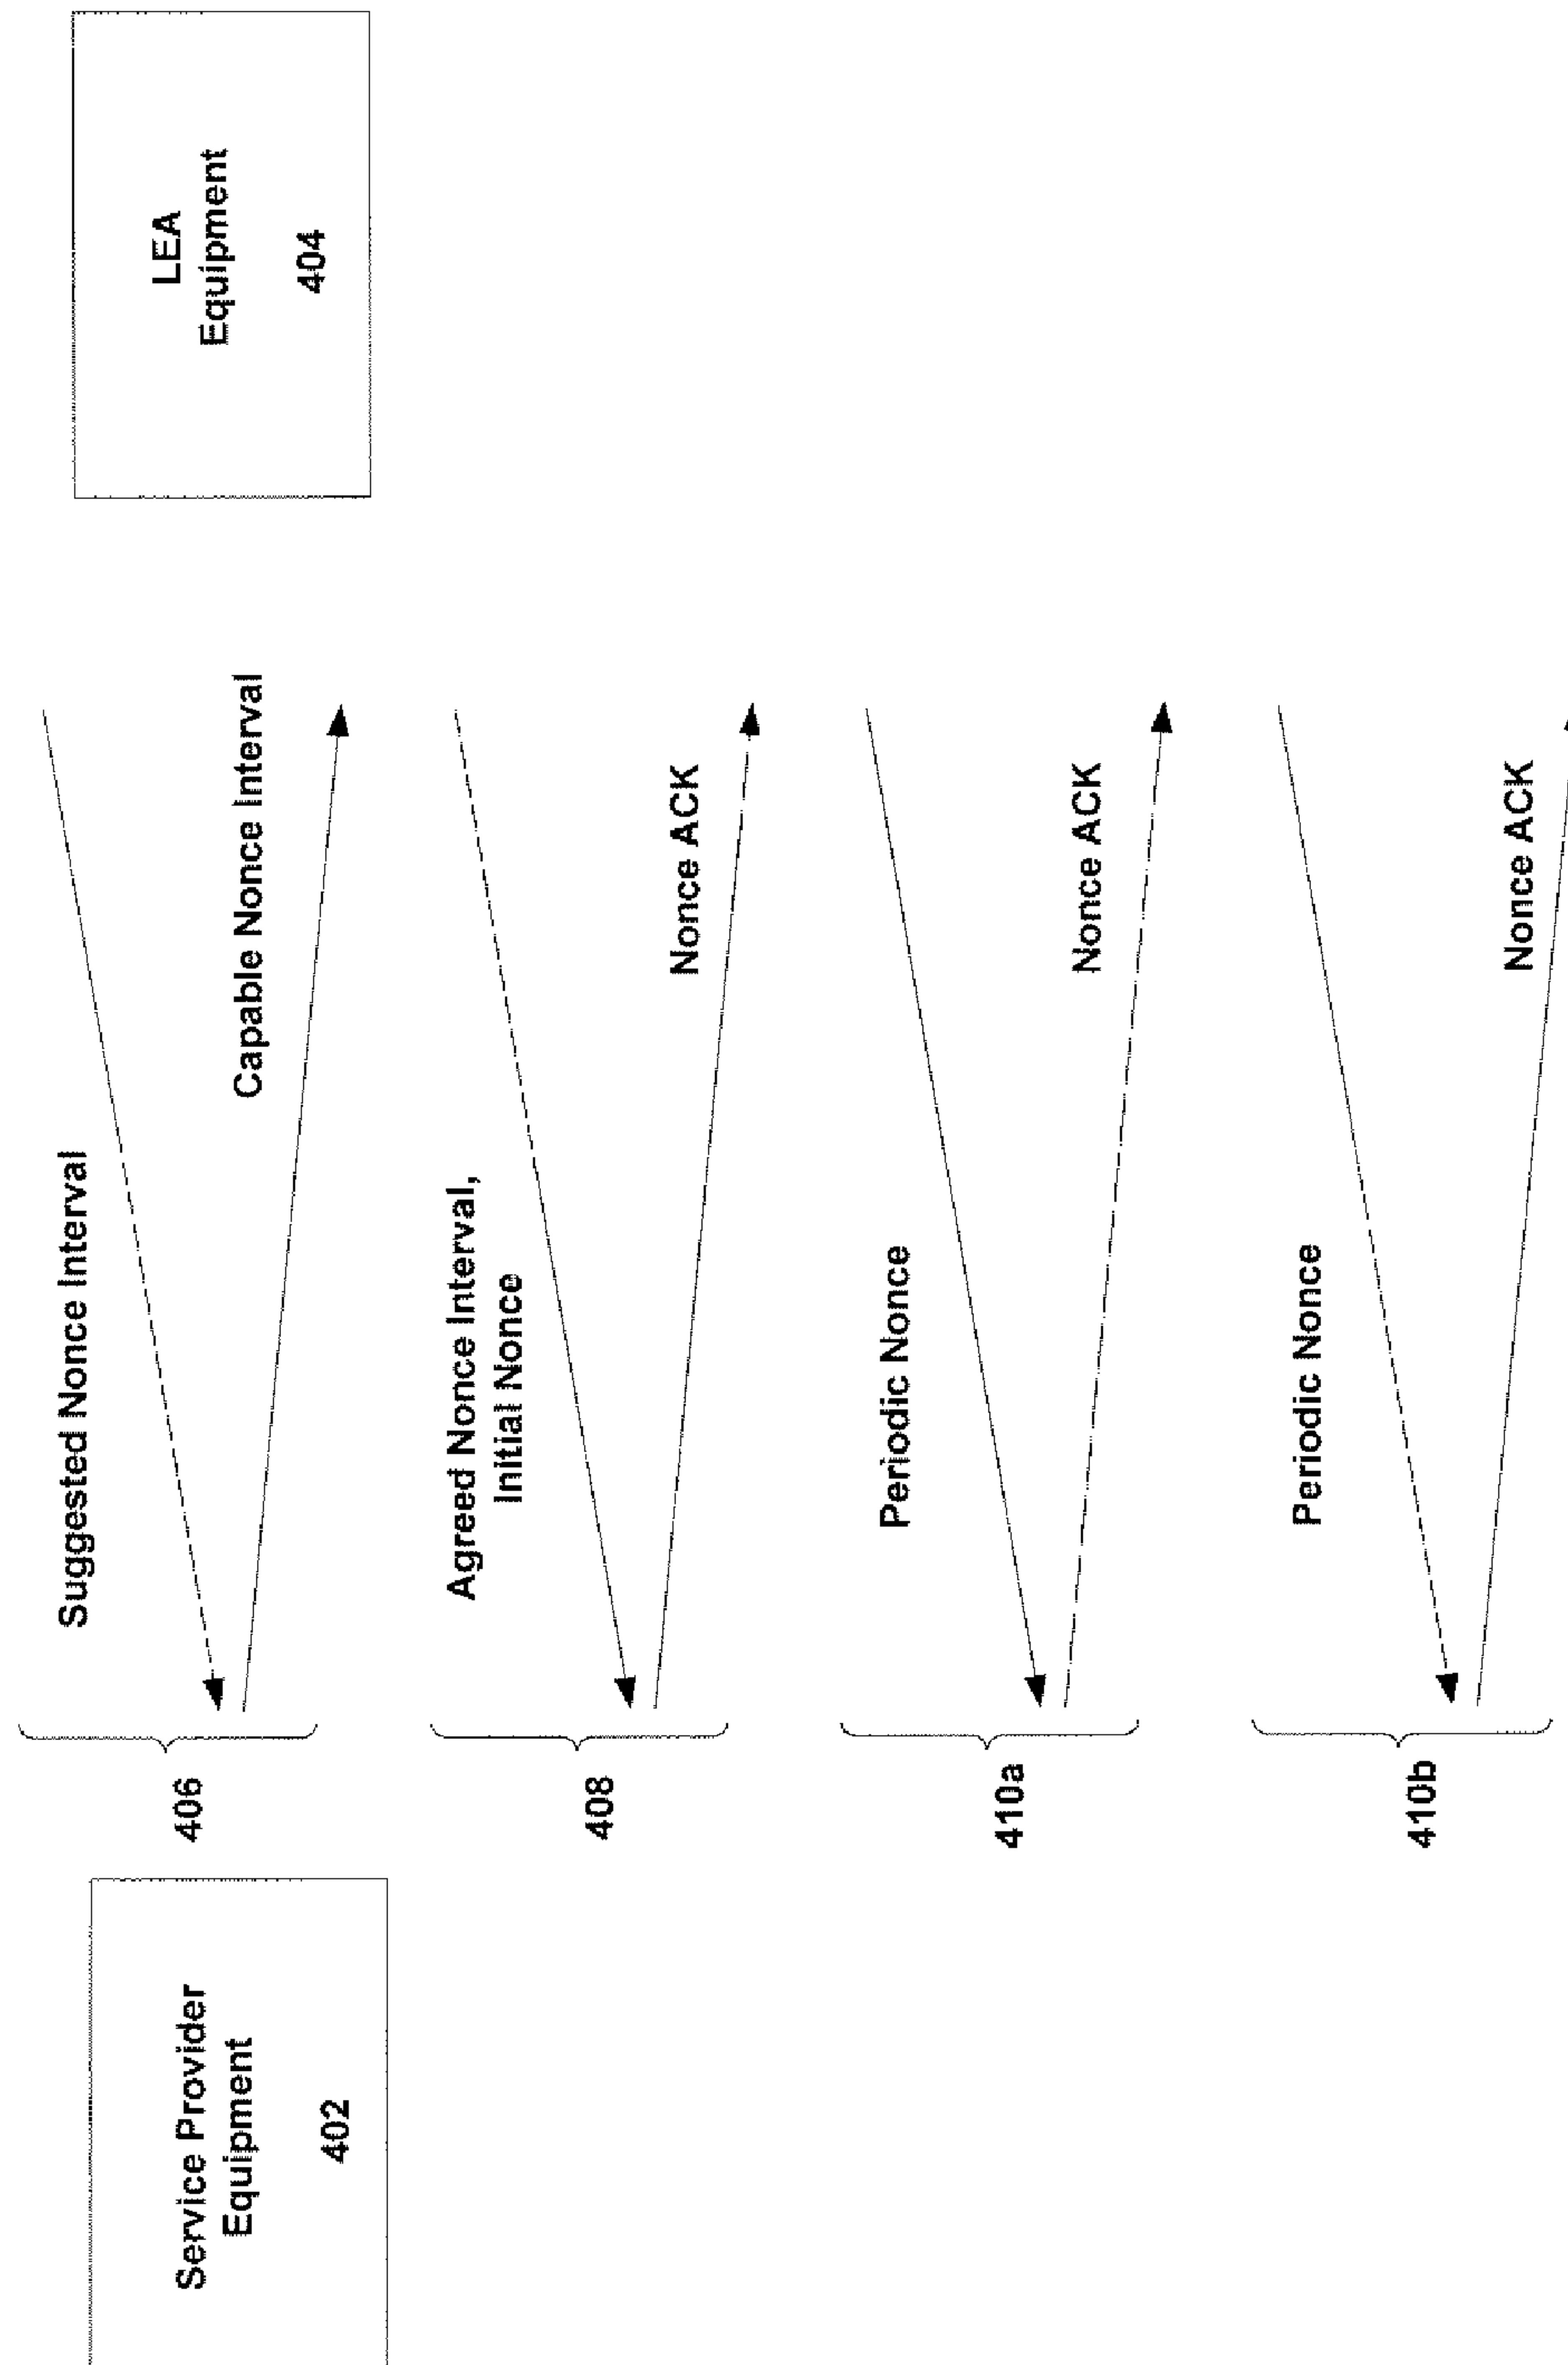 Service Provider
Equipment
402
LEA
Equipment
404
406
Suggested Nonce Interval
Capable Nonce Interval
408
Agreed Nonce Interval,
Initial Nonce
Nonce ACK
410a
Periodic Nonce
Nonce ACK
410b
Periodic Nonce
Nonce ACK